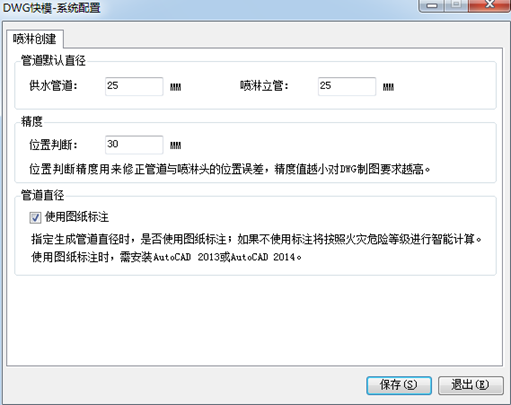 DWG快模-系统配置
喷淋创建
管道默认直径
供水管道： 25 mm 喷淋立管： 25 mm
精度
位置判断： 30 mm
位置判断精度用来修正管道与喷淋头的位置误差，精度值越小对DWG制图要求越高。
管道直径
使用图纸标注
指定生成管道直径时，是否使用图纸标注；如果不使用标注将按照火灾危险等级进行智能计算。
使用图纸标注时，需安装AutoCAD 2013或AutoCAD 2014。
保存(S) 退出(E)